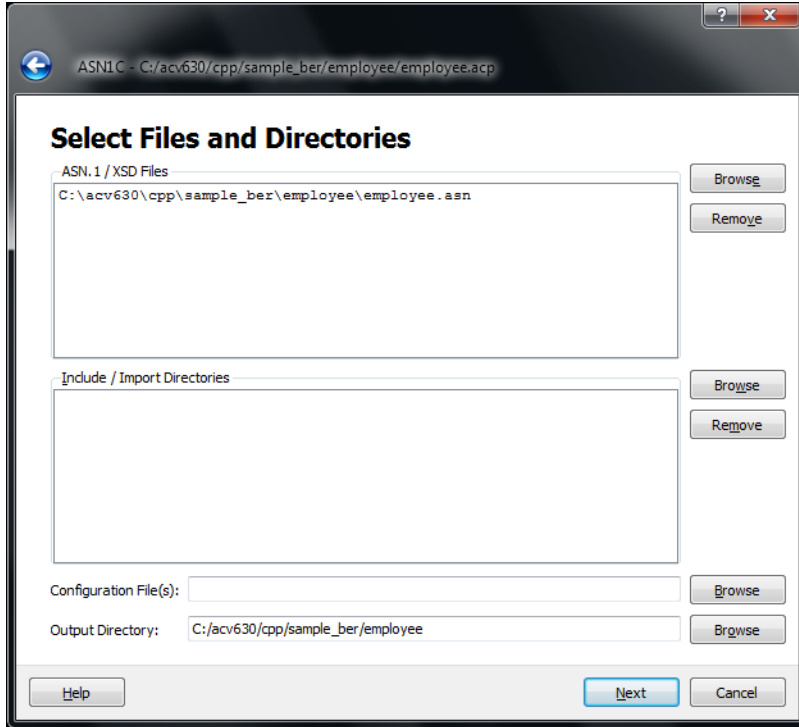 ASN1C - C:/acv630/cpp/sample_ber/employee/employee.acp
Select Files and Directories
ASN.1 / XSD Files
C:\acv630\cpp\sample_ber\employee\employee.asn
Browse
Remove
Include / Import Directories
Browse
Remove
Configuration File(s):
Browse
Output Directory: C:/acv630/cpp/sample_ber/employee
Browse
Help
Next
Cancel